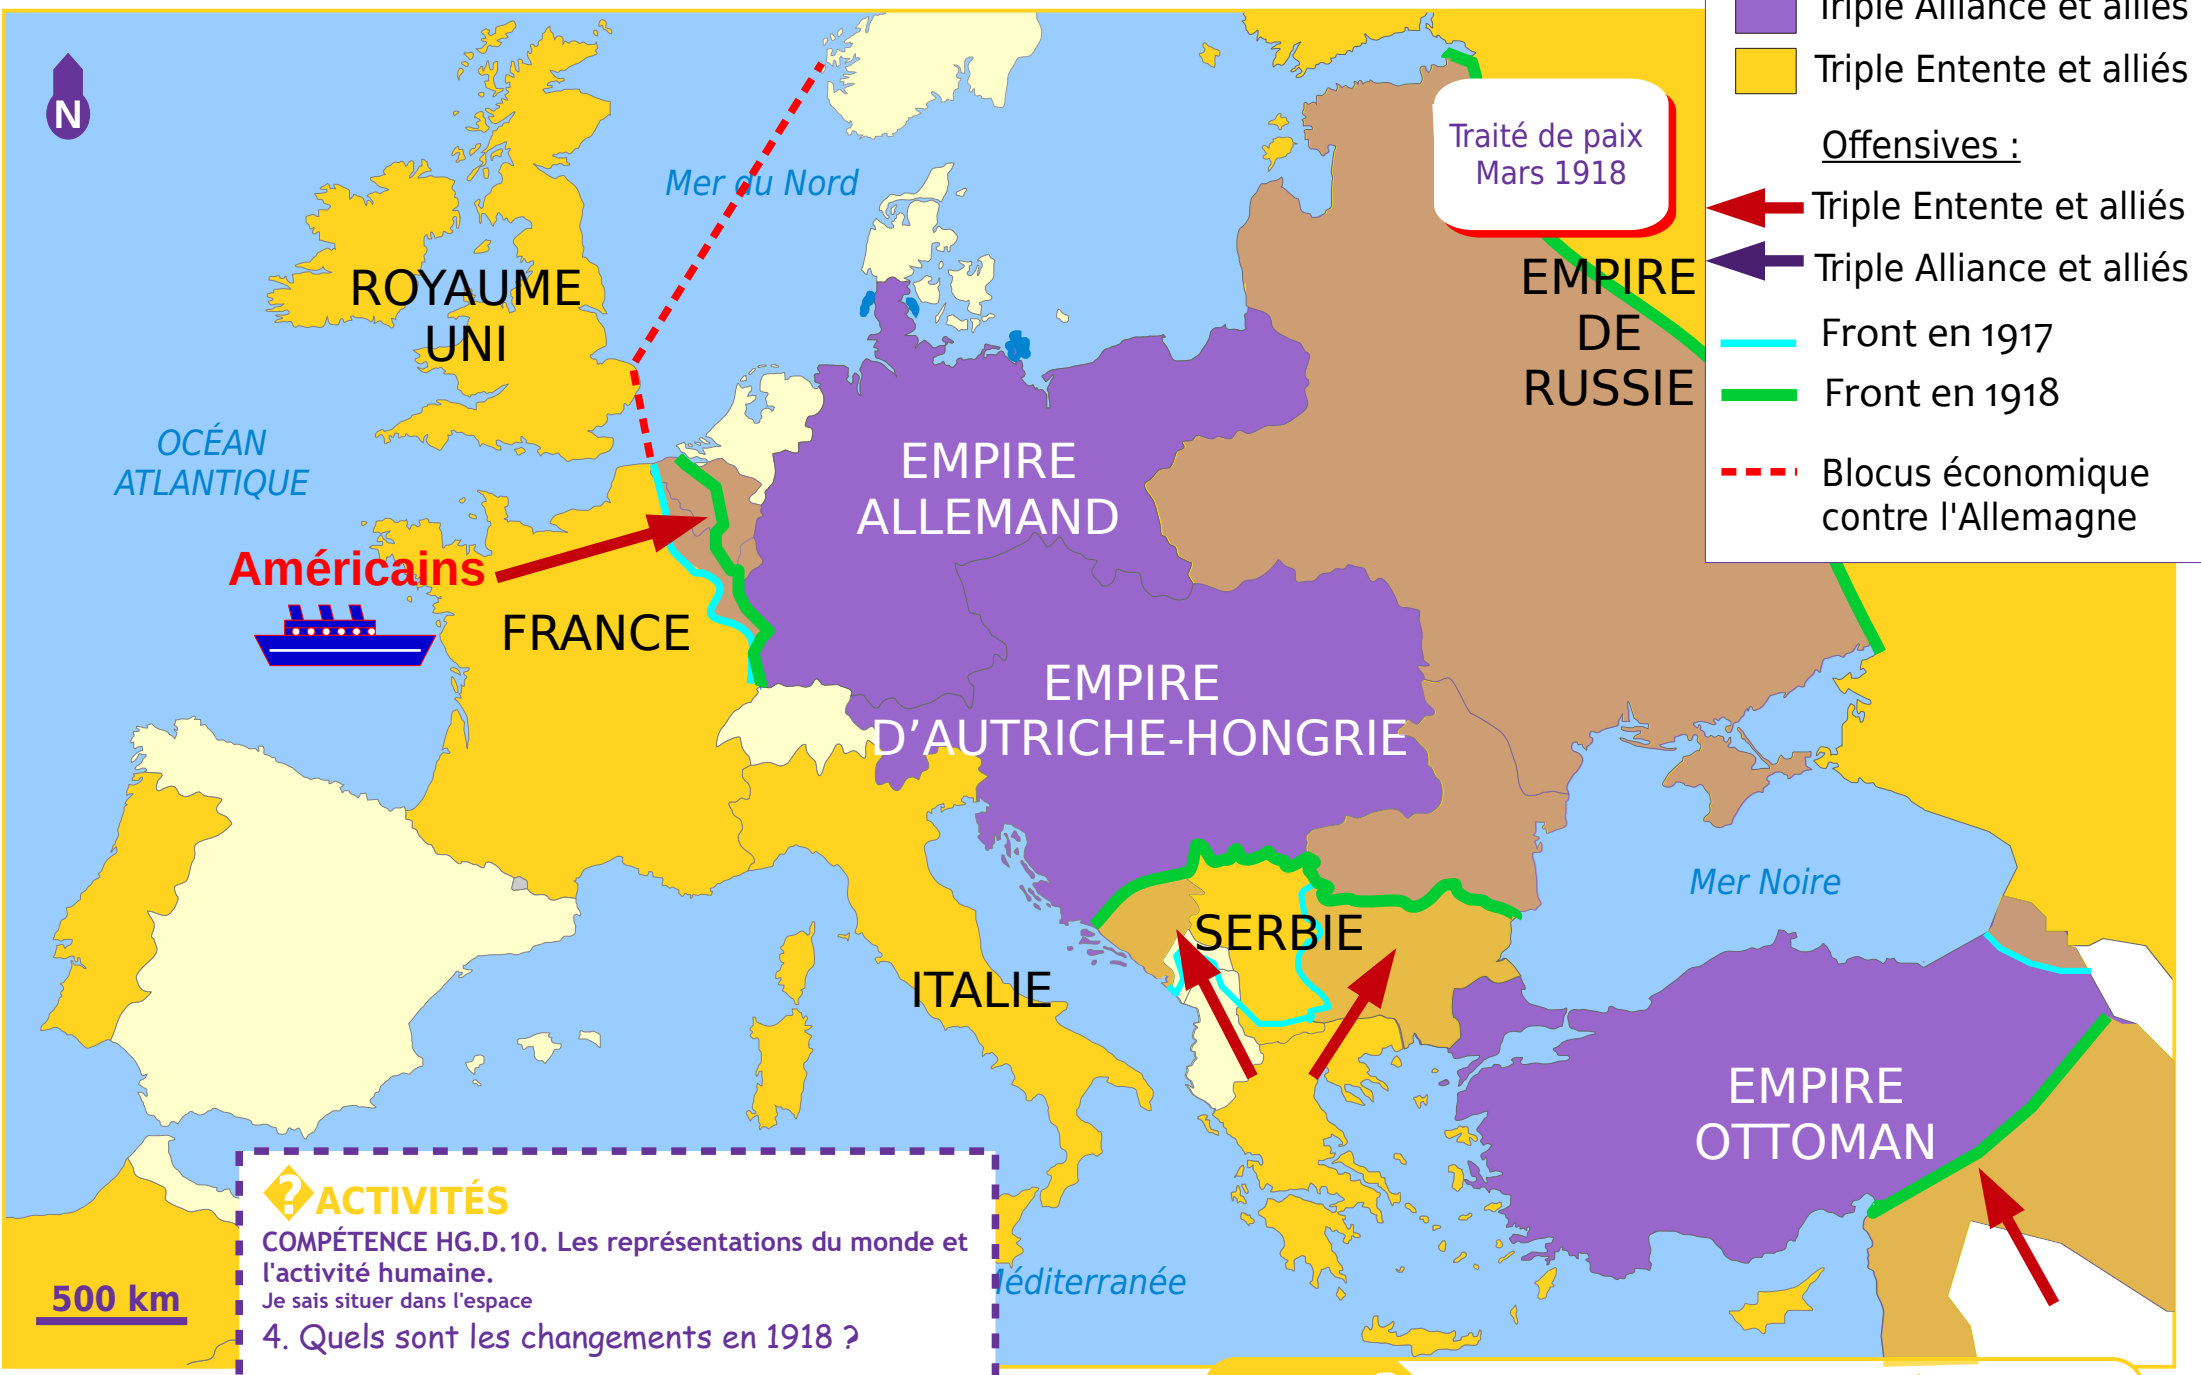 Triple Alliance et alliés
Triple Entente et alliés
Offensives :
Triple Entente et alliés
Triple Alliance et alliés
Front en 1917
Front en 1918
Blocus économique
contre l'Allemagne
N
Traité de paix
Mars 1918
Mer du Nord
ROYAUME
UNI
EMPIRE
DE
RUSSIE
OCÉAN
ATLANTIQUE
EMPIRE
ALLEMAND
Américains
FRANCE
EMPIRE
D’AUTRICHE-HONGRIE
Mer Noire
SERBIE
ITALIE
EMPIRE
OTTOMAN
Méditerranée
500 km
?ACTIVITÉS
COMPÉTENCE HG.D.10. Les représentations du monde et
l'activité humaine.
Je sais situer dans l'espace
4. Quels sont les changements en 1918 ?